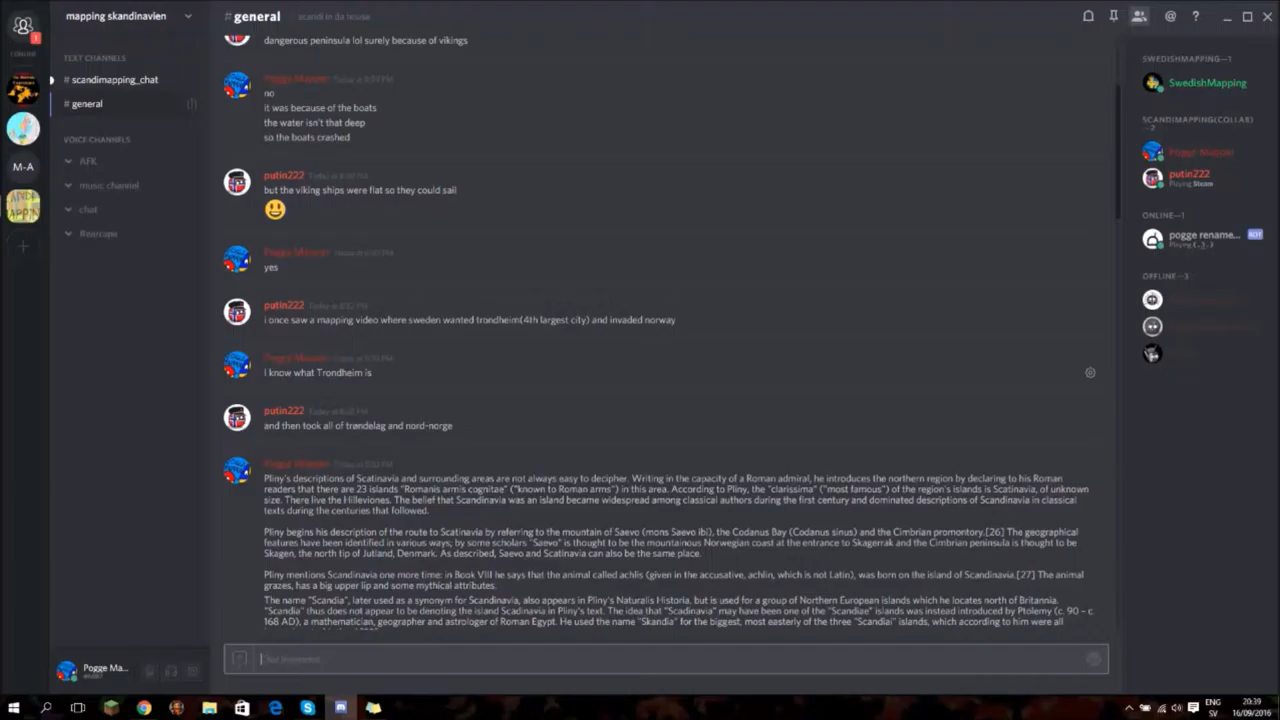 mapping skandinavien
TEXT CHANNELS
# scandimapping_chat
# general
VOICE CHANNELS
AFK
music channel
chat
M-A
#general
scandi in da teusa
dangerous peninsula lol surely because of vikings
Pogge Mapper
no
it was because of the boats
the water isn't that deep
so the boats crashed
putin222
but the viking ships were flat so they could sail
Pogge Mapper
yes
putin222
i once saw a mapping video where sweden wanted trondheim(4th largest city) and invaded norway
Pogge Mapper
I know what Trondheim is
putin222
and then took all of trøndelag and nord-norge
Pogge Mapper
Pliny's descriptions of Scatinavia and surrounding areas are not always easy to decipher. Writing in the capacity of a Roman admiral, he introduces the northern region by declaring to his Roman
readers that there are 23 islands "Romanis armis cognitae" ("known to Roman arms") in this area. According to Pliny, the "clarissima" ("most famous") of the region's islands is Scatinavia, of unknown
size. There live the Hilleviones. The belief that Scandinavia was an island became widespread among classical authors during the first century and dominated descriptions of Scandinavia in classical
texts during the centuries that followed.
Pliny begins his description of the route to Scatinavia by referring to the mountain of Saevo (mons Saevo ibi), the Codanus Bay (Codanus sinus) and the Cimbrian promontory.[26] The geographical
features have been identified in various ways; by some scholars "Saevo" is thought to be the mountainous Norwegian coast at the entrance to Skagerrak and the Cimbrian peninsula is thought to be
Skagen, the north tip of Jutland, Denmark. As described, Saevo and Scatinavia can also be the same place.
Pliny mentions Scandinavia one more time: in Book VIII he says that the animal called achlis (given in the accusative, achlin, which is not Latin), was born on the island of Scandinavia.[27] The animal
grazes, has a big upper lip and some mythical attributes.
The name "Scandia", later used as a synonym for Scandinavia, also appears in Pliny's Naturalis Historia, but is used for a group of Northern European islands which he locates north of Britannia.
"Scandia" thus does not appear to be denoting the island Scadinavia in Pliny's text. The idea that "Scadinavia" may have been one of the "Scandiae" islands was instead introduced by Ptolemy (c. 90 – c.
168 AD), a mathematician, geographer and astrologer of Roman Egypt. He used the name "Skandia" for the biggest, most easterly of the three "Scandiai" islands, which according to him were all
SWEDISHMAPPING—1
SwedishMapping
SCANDIMAPPING(COLLAB)
—2
Pogge Mapper
putin222
Playing Steam
ONLINE—1
pogge rename...
BOT
OFFLINE—3
Pogge Ma...
ENG
SV
20:39
16/09/2016